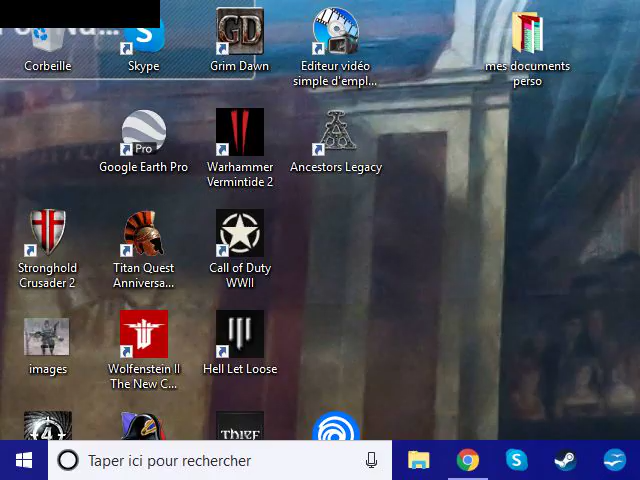 Corbeille
Skype
Grim Dawn
Editeur vidéo
simple d'empl...
mes documents
perso
Pro
Google Earth Pro
Warhammer
Vermintide 2
Ancestors Legacy
Stronghold
Crusader 2
Titan Quest
Anniversa...
Call of Duty
WWII
images
Wolfenstein II
The New C...
Hell Let Loose
THIEF
Taper ici pour rechercher